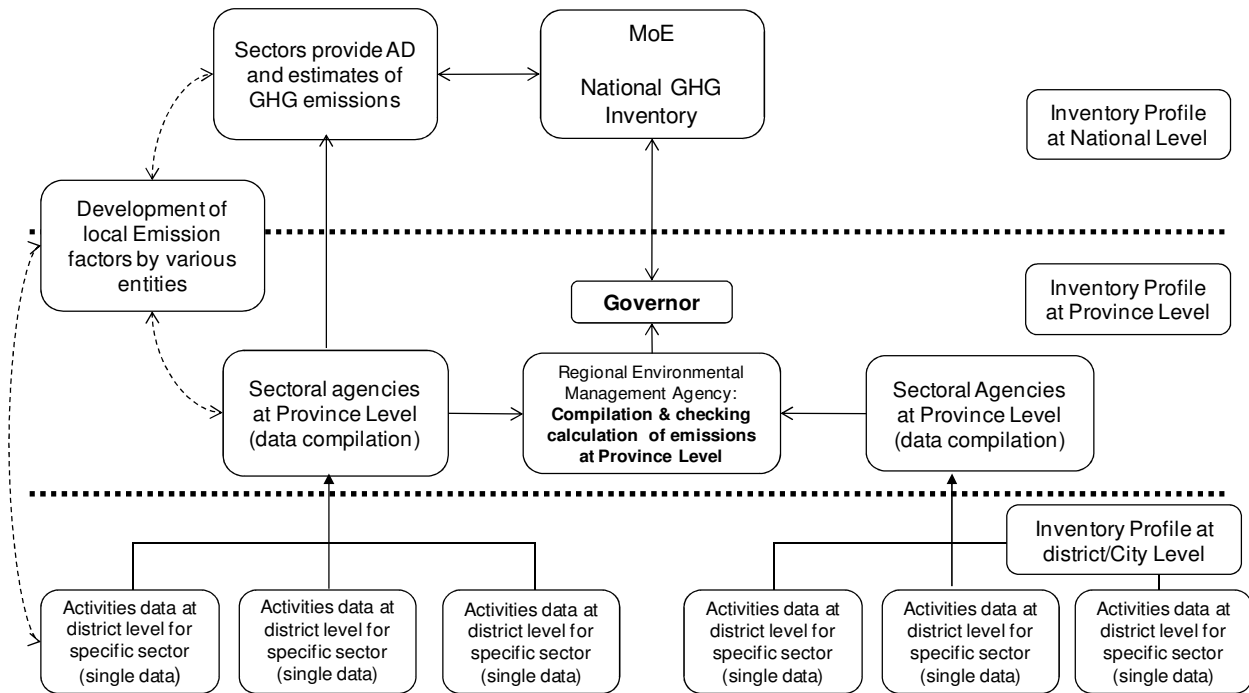 Sectors provide AD
and estimates of
GHG emissions
MoE
National GHG
Inventory
Inventory Profile
at National Level
Development of
local Emission
factors by various
entities
Inventory Profile
at Province Level
Governor
Sectoral agencies
at Province Level
(data compilation)
Regional Environmental
Management Agency:
Compilation & checking
calculation of emissions
at Province Level
Sectoral Agencies
at Province Level
(data compilation)
Inventory Profile at
district/City Level
Activities data at
district level for
specific sector
(single data)
Activities data at
district level for
specific sector
(single data)
Activities data at
district level for
specific sector
(single data)
Activities data at
district level for
specific sector
(single data)
Activities data at
district level for
specific sector
(single data)
Activities data at
district level for
specific sector
(single data)